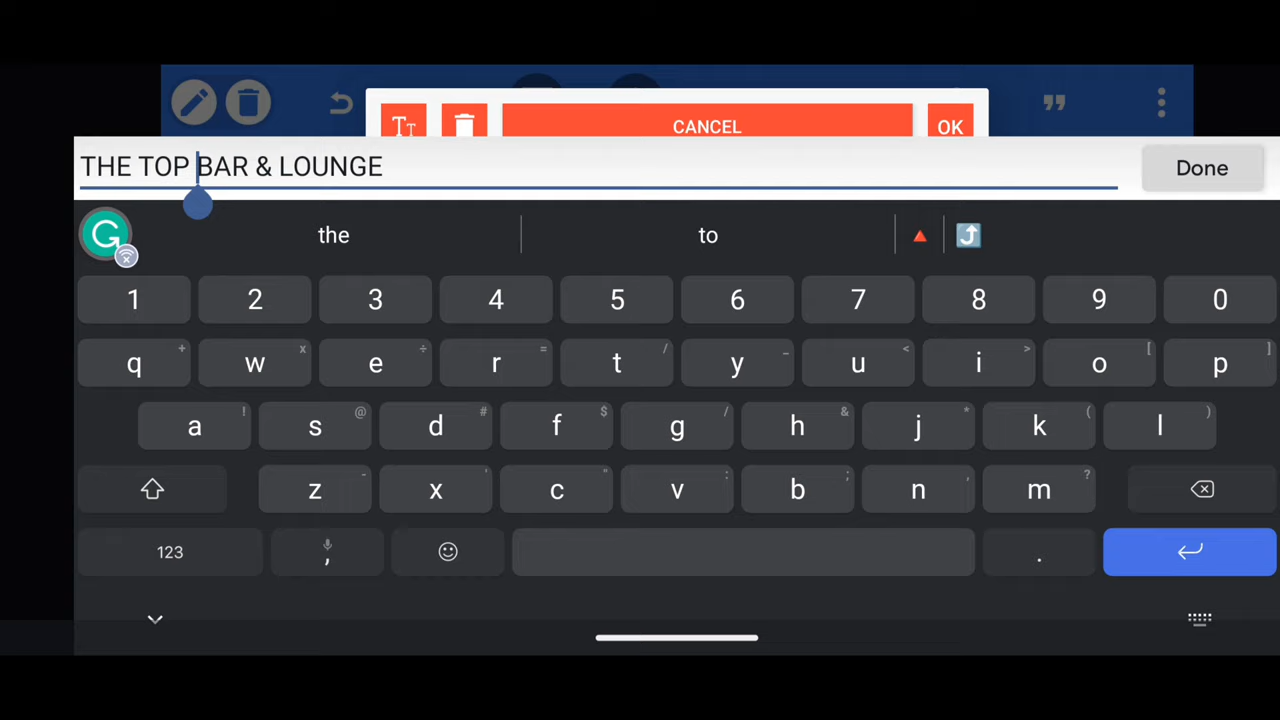 TT CANCEL OK
THE TOP BAR & LOUNGE Done
the to
1 2 3 4 5 6 7 8 9 0
q + w x e ÷ r = t / y _ u < i > o [ p ]
a ! s @ d # f $ g / h & j * k ( l )
z - x ' c " v : b ; n , m ?
123 , .